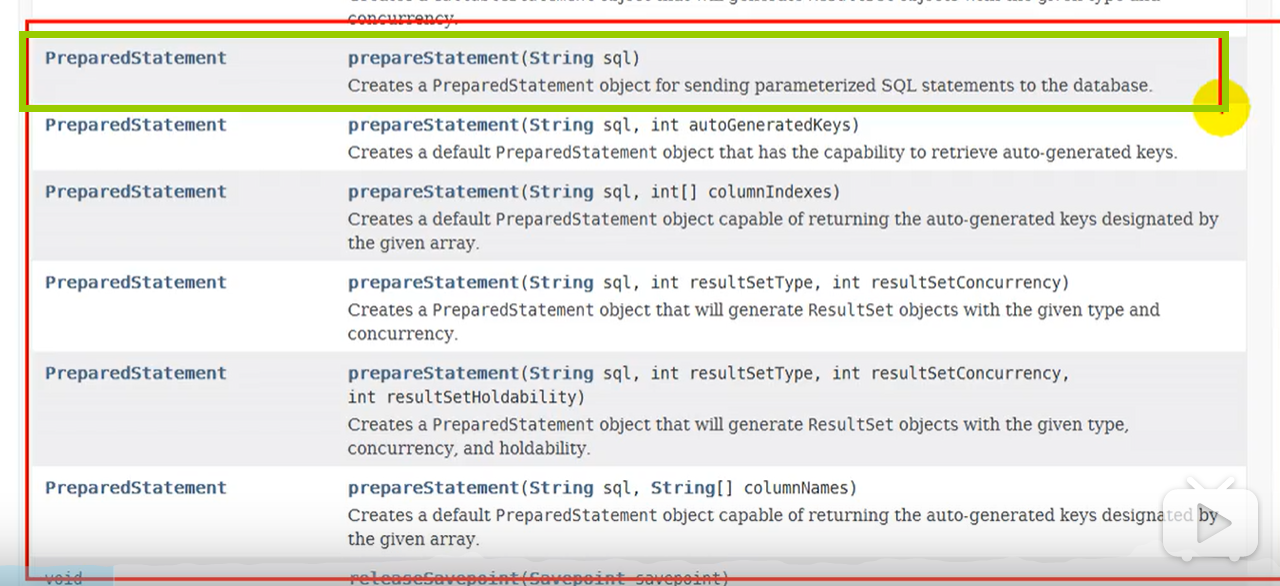 concurrency.
PreparedStatement prepareStatement(String sql)
Creates a PreparedStatement object for sending parameterized SQL statements to the database.
PreparedStatement prepareStatement(String sql, int autoGeneratedKeys)
Creates a default PreparedStatement object that has the capability to retrieve auto-generated keys.
PreparedStatement prepareStatement(String sql, int[] columnIndexes)
Creates a default PreparedStatement object capable of returning the auto-generated keys designated by
the given array.
PreparedStatement prepareStatement(String sql, int resultSetType, int resultSetConcurrency)
Creates a PreparedStatement object that will generate ResultSet objects with the given type and
concurrency.
PreparedStatement prepareStatement(String sql, int resultSetType, int resultSetConcurrency,
int resultSetHoldability)
Creates a PreparedStatement object that will generate ResultSet objects with the given type,
concurrency, and holdability.
PreparedStatement prepareStatement(String sql, String[] columnNames)
Creates a default PreparedStatement object capable of returning the auto-generated keys designated by
the given array.
void releaseSavepoint(Savepoint savepoint)